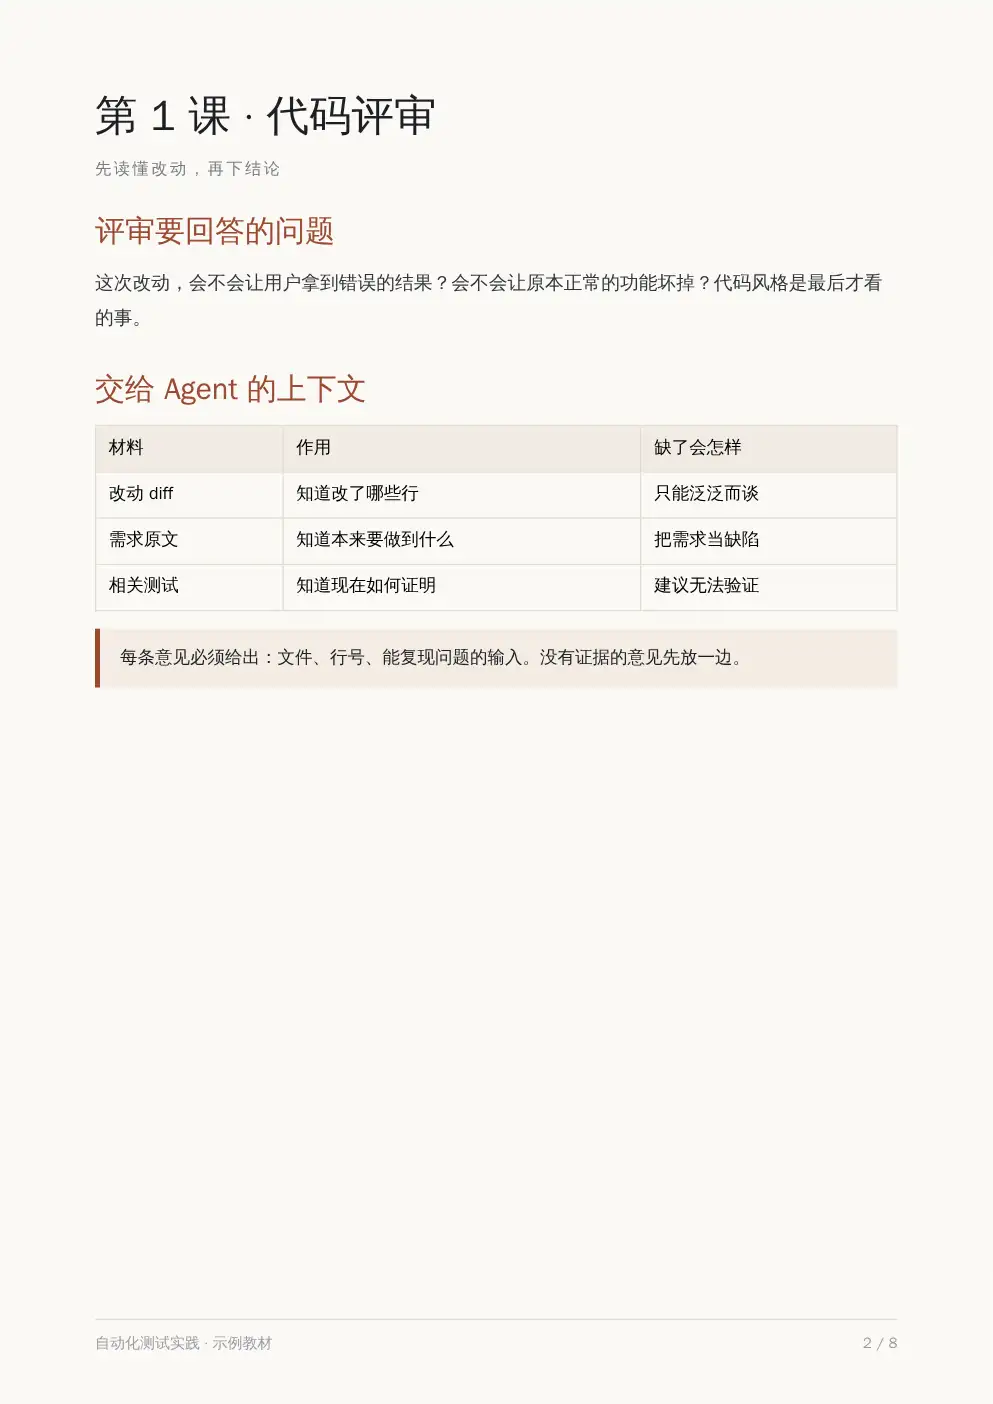 第 1 课 · 代码评审
先读懂改动，再下结论
评审要回答的问题
这次改动，会不会让用户拿到错误的结果？会不会让原本正常的功能坏掉？代码风格是最后才看
的事。
交给 Agent 的上下文
材料 作用 缺了会怎样
改动 diff 知道改了哪些行 只能泛泛而谈
需求原文 知道本来要做到什么 把需求当缺陷
相关测试 知道现在如何证明 建议无法验证
每条意见必须给出：文件、行号、能复现问题的输入。没有证据的意见先放一边。
自动化测试实践 · 示例教材 2 / 8